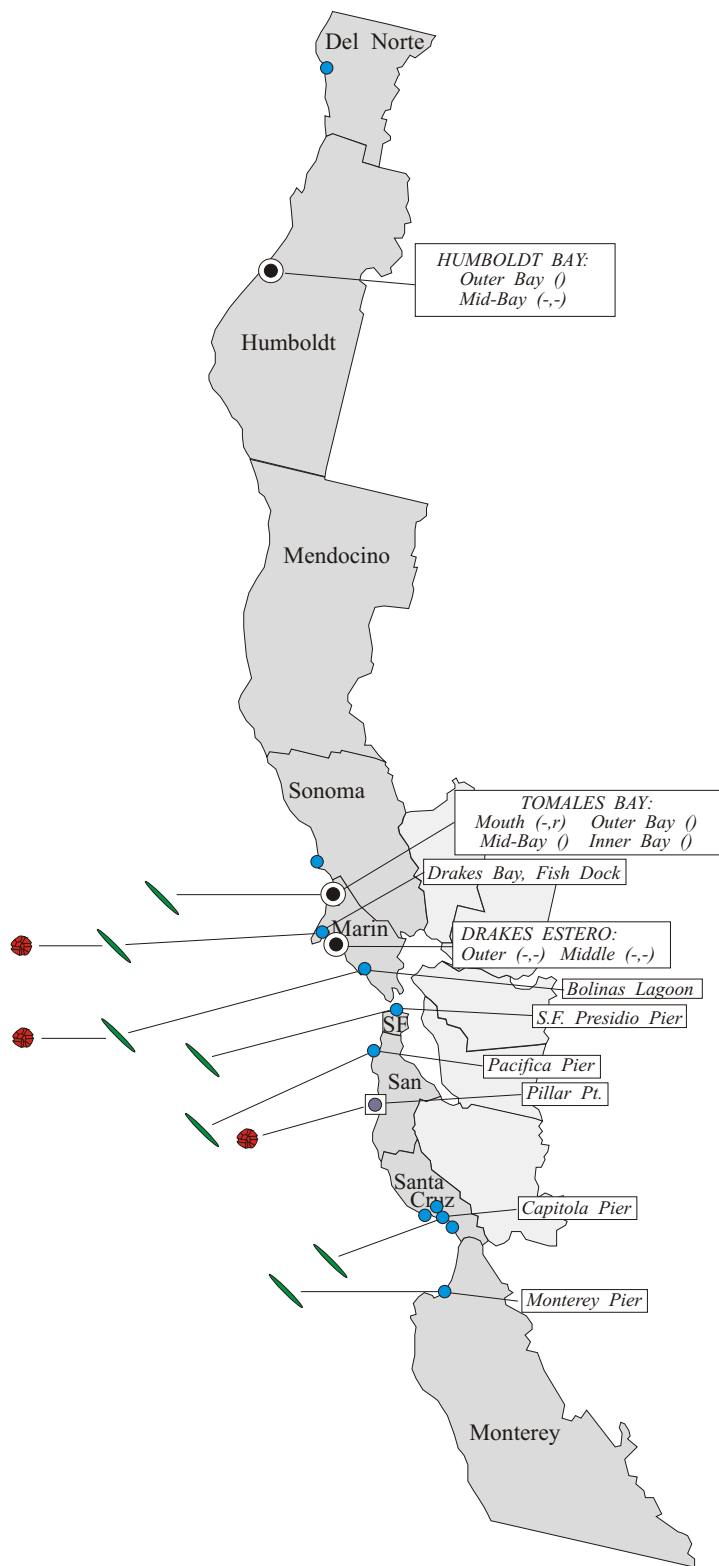 Del Norte
HUMBOLDT BAY:
Outer Bay ()
Mid-Bay (-,-)
Humboldt
Mendocino
Sonoma
TOMALES BAY:
Mouth (-,r) Outer Bay ()
Mid-Bay () Inner Bay ()
Drakes Bay, Fish Dock
Marin
DRAKES ESTERO:
Outer (-,-) Middle (-,-)
Bolinas Lagoon
S.F. Presidio Pier
SF
Pacifica Pier
San
Pillar Pt.
Santa
Cruz
Capitola Pier
Monterey Pier
Monterey